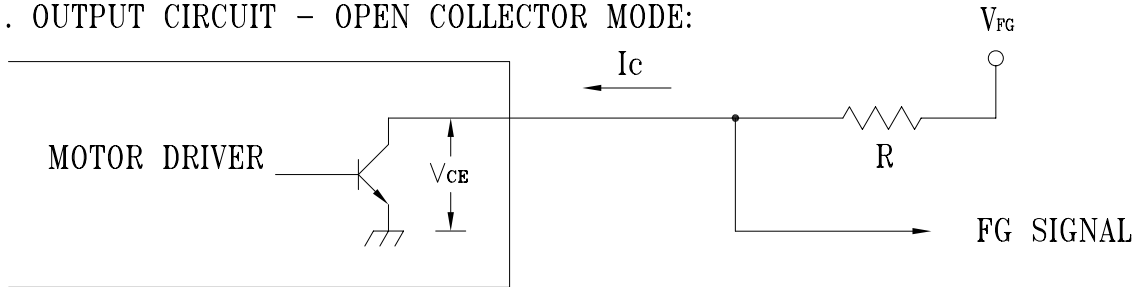 . OUTPUT CIRCUIT - OPEN COLLECTOR MODE:
VFG
Ic
MOTOR DRIVER
VCE
R
FG SIGNAL